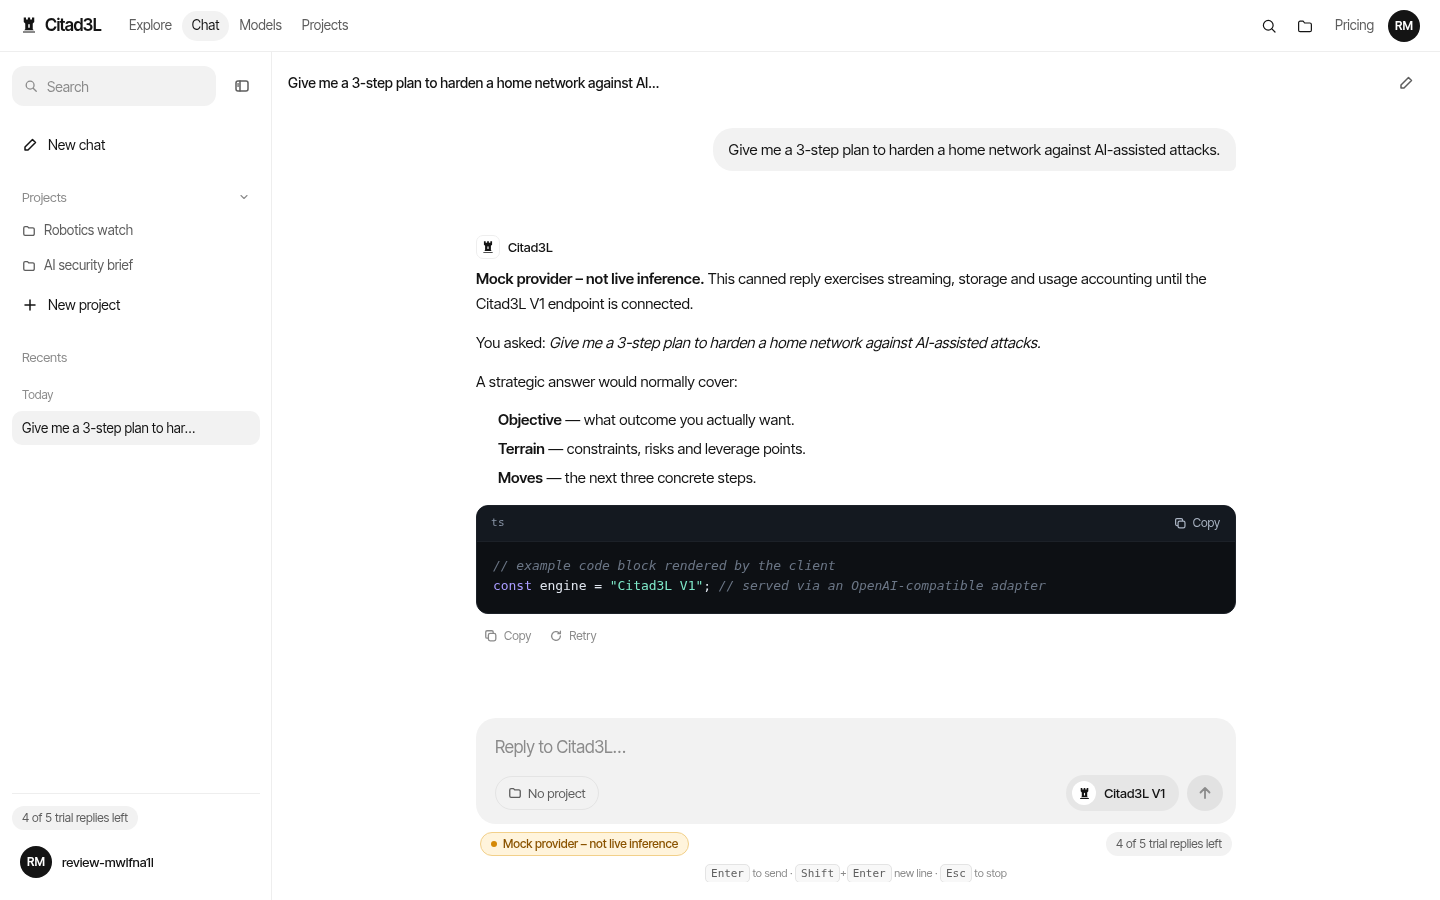 Citad3L
Explore
Chat
Models
Projects
Pricing
RM
Search
New chat
Projects
Robotics watch
AI security brief
New project
Recents
Today
Give me a 3-step plan to har...
4 of 5 trial replies left
RM
review-mwlfna1l
Give me a 3-step plan to harden a home network against AI...
Give me a 3-step plan to harden a home network against AI-assisted attacks.
Citad3L
Mock provider – not live inference. This canned reply exercises streaming, storage and usage accounting until the
Citad3L V1 endpoint is connected.
You asked: Give me a 3-step plan to harden a home network against AI-assisted attacks.
A strategic answer would normally cover:
Objective — what outcome you actually want.
Terrain — constraints, risks and leverage points.
Moves — the next three concrete steps.
ts
Copy
// example code block rendered by the client
const engine = "Citad3L V1"; // served via an OpenAI-compatible adapter
Copy
Retry
Reply to Citad3L...
No project
Citad3L V1
Mock provider – not live inference
4 of 5 trial replies left
Enter to send · Shift + Enter new line · Esc to stop